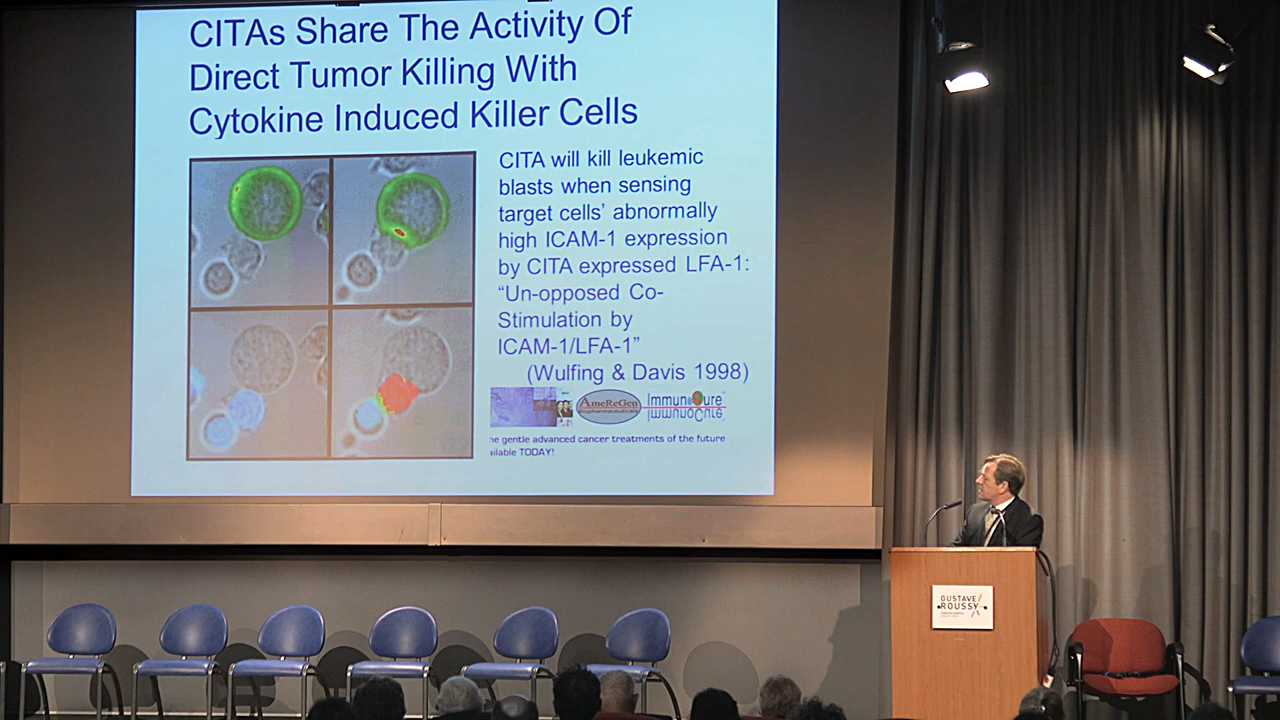 CITAs Share The Activity Of
Direct Tumor Killing With
Cytokine Induced Killer Cells
CITA will kill leukemic
blasts when sensing
target cells’ abnormally
high ICAM-1 expression
by CITA expressed LFA-1:
“Un-opposed Co-
Stimulation by
ICAM-1/LFA-1”
(Wulfing & Davis 1998)
AmeReGen
Biopharmaceuticals
ImmunoCure
he gentle advanced cancer treatments of the future
ailable TODAY!
GUSTAVE
ROUSSY